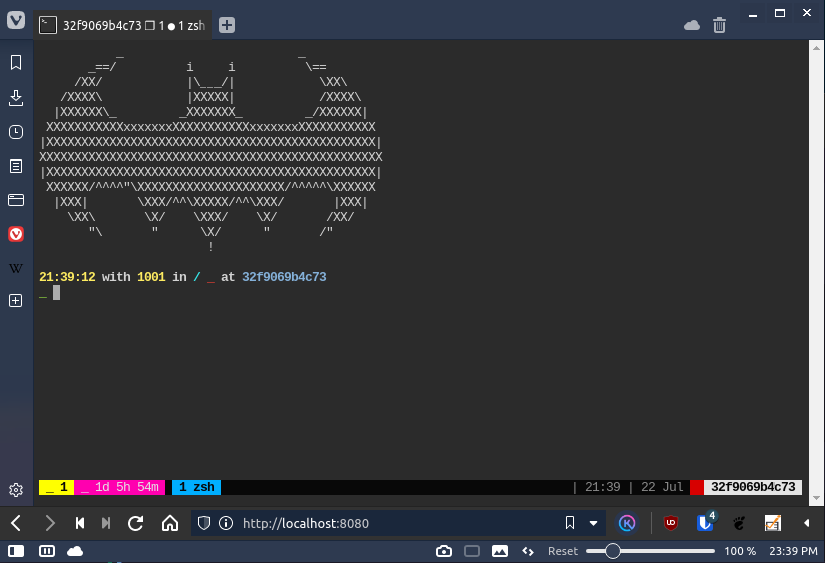 32f9069b4c73 ❐ 1 ● 1 zsh
             _                         _
       _==/          i     i          \==
     /XX/            |\___/|            \XX\
   /XXXX\            |XXXXX|            /XXXX\
  |XXXXXX\_         _XXXXXXX_         _/XXXXXX|
 XXXXXXXXXXXxxxxxxxXXXXXXXXXXXxxxxxxxXXXXXXXXXXX
|XXXXXXXXXXXXXXXXXXXXXXXXXXXXXXXXXXXXXXXXXXXXXXX|
XXXXXXXXXXXXXXXXXXXXXXXXXXXXXXXXXXXXXXXXXXXXXXXXX
|XXXXXXXXXXXXXXXXXXXXXXXXXXXXXXXXXXXXXXXXXXXXXXX|
 XXXXXX/^^^^"\XXXXXXXXXXXXXXXXXXXXX/^^^^^\XXXXXX
  |XXX|       \XXX/^^\XXXXX/^^\XXX/       |XXX|
    \XX\       \X/    \XXX/    \X/       /XX/
       "\       "      \X/      "       /"
                        !
21:39:12 with 1001 in / _ at 32f9069b4c73
_
_ 1 _ 1d 5h 54m 1 zsh | 21:39 | 22 Jul 32f9069b4c73
http://localhost:8080 4
Reset 100 % 23:39 PM